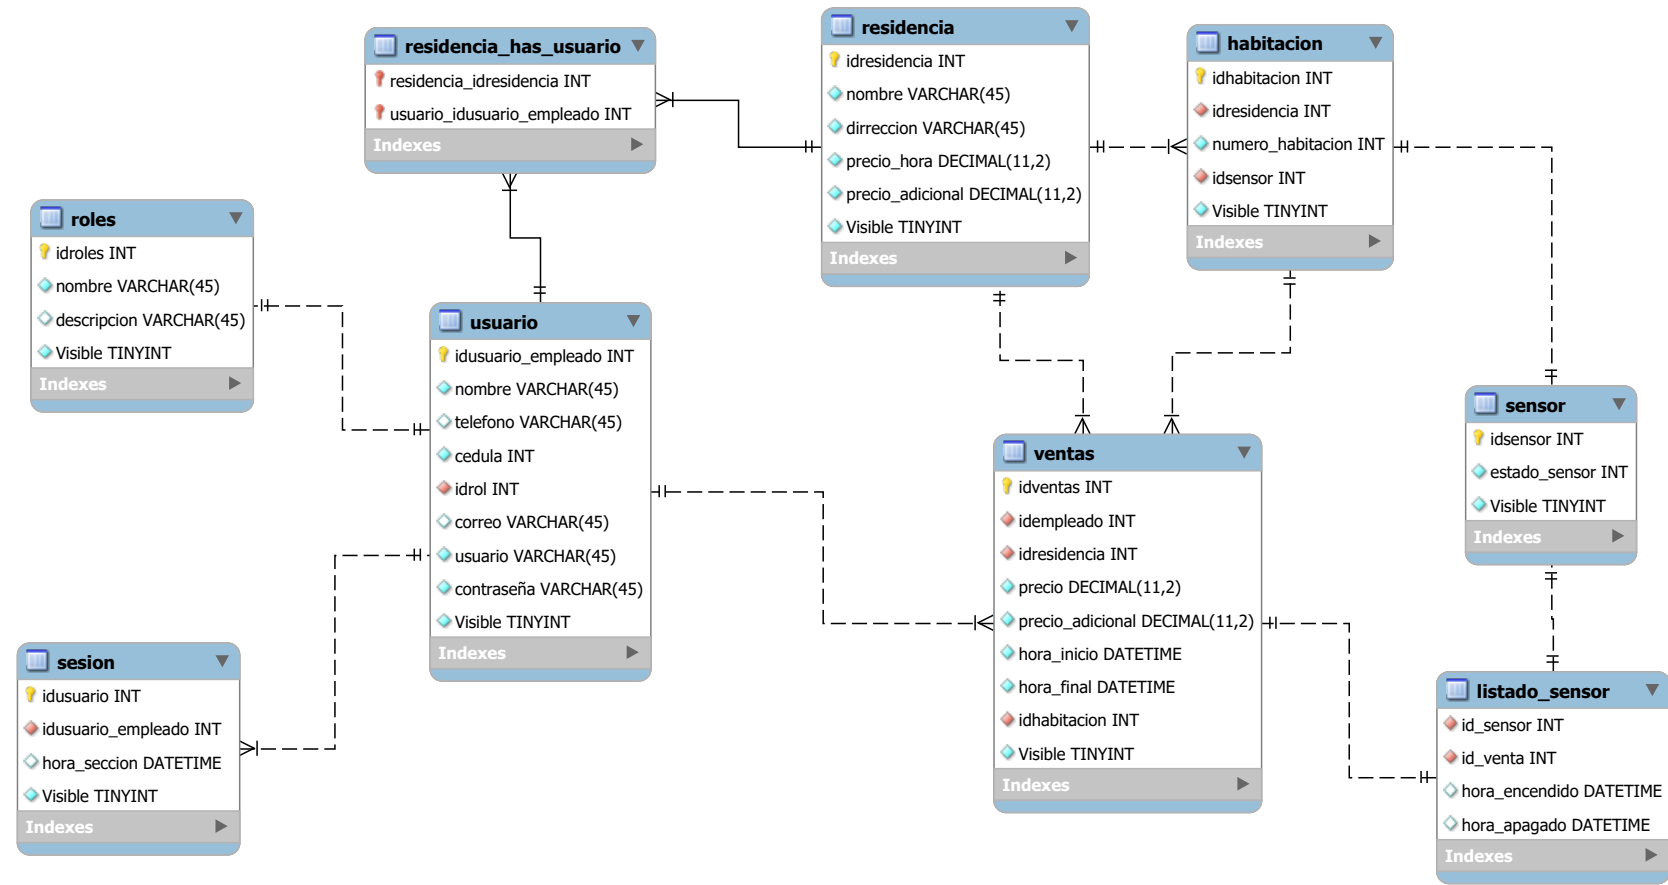 residencia_has_usuario
residencia_idresidencia INT
usuario_idusuario_empleado INT
Indexes
residencia
idresidencia INT
nombre VARCHAR(45)
dirreccion VARCHAR(45)
precio_hora DECIMAL(11,2)
precio_adicional DECIMAL(11,2)
Visible TINYINT
Indexes
habitacion
idhabitacion INT
idresidencia INT
numero_habitacion INT
idsensor INT
Visible TINYINT
Indexes
roles
idroles INT
nombre VARCHAR(45)
descripcion VARCHAR(45)
Visible TINYINT
Indexes
usuario
idusuario_empleado INT
nombre VARCHAR(45)
telefono VARCHAR(45)
cedula INT
idrol INT
correo VARCHAR(45)
usuario VARCHAR(45)
contraseña VARCHAR(45)
Visible TINYINT
Indexes
sensor
idsensor INT
estado_sensor INT
Visible TINYINT
Indexes
ventas
idventas INT
idempleado INT
idresidencia INT
precio DECIMAL(11,2)
precio_adicional DECIMAL(11,2)
hora_inicio DATETIME
hora_final DATETIME
idhabitacion INT
Visible TINYINT
Indexes
sesion
idusuario INT
idusuario_empleado INT
hora_seccion DATETIME
Visible TINYINT
Indexes
listado_sensor
id_sensor INT
id_venta INT
hora_encendido DATETIME
hora_apagado DATETIME
Indexes